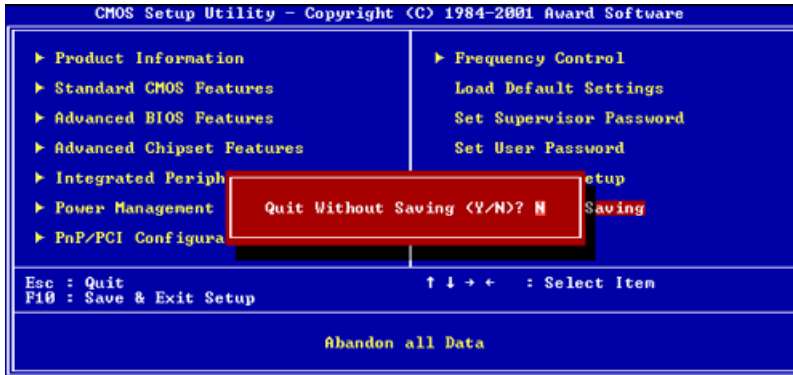 CMOS Setup Utility - Copyright (C) 1984-2001 Award Software
► Product Information
► Standard CMOS Features
► Advanced BIOS Features
► Advanced Chipset Features
► Integrated Periph
► Power Management
► PnP/PCI Configura
► Frequency Control
Load Default Settings
Set Supervisor Password
Set User Password
etup
Saving
Quit Without Saving (Y/N)? N
Esc : Quit
F10 : Save & Exit Setup
↑ ↓ → ← : Select Item
Abandon all Data